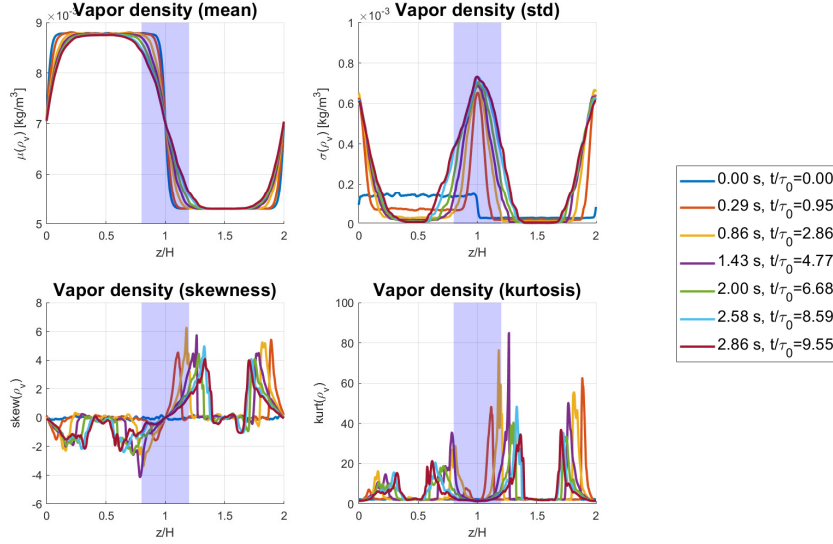 Vapor density (mean)
×10⁻³
9
8
7
6
5
μ(ρᵥ) [kg/m³]
0 0.5 1 1.5 2
z/H
Vapor density (std)
×10⁻³
1
0.8
0.6
0.4
0.2
0
σ(ρᵥ) [kg/m³]
0 0.5 1 1.5 2
z/H
Vapor density (skewness)
8
6
4
2
0
-2
-4
-6
skew(ρᵥ)
0 0.5 1 1.5 2
z/H
Vapor density (kurtosis)
100
80
60
40
20
0
kurt(ρᵥ)
0 0.5 1 1.5 2
z/H
0.00 s, t/τ₀=0.00
0.29 s, t/τ₀=0.95
0.86 s, t/τ₀=2.86
1.43 s, t/τ₀=4.77
2.00 s, t/τ₀=6.68
2.58 s, t/τ₀=8.59
2.86 s, t/τ₀=9.55